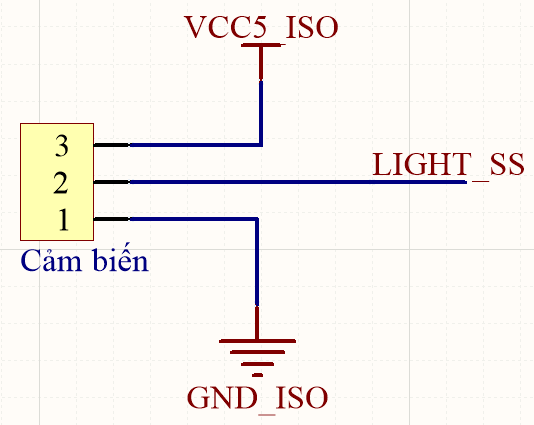 VCC5_ISO
3
LIGHT_SS
2
1
Cảm biến
GND_ISO